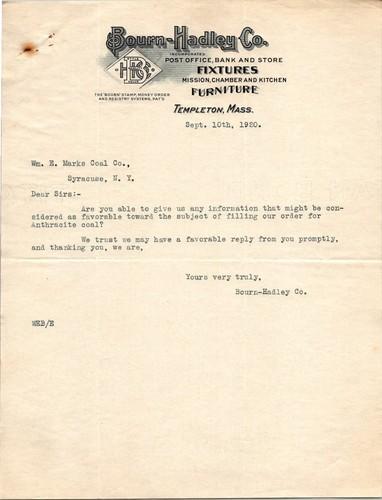 Bourn-Hadley Co.
INCORPORATED
POST OFFICE, BANK AND STORE
FIXTURES
MISSION, CHAMBER AND KITCHEN
FURNITURE
THE "BOURN" STAMP, MONEY ORDER
AND REGISTRY SYSTEMS, PAT'D
TEMPLETON, MASS.
Sept. 10th, 1920.
Wm. E. Marks Coal Co.,
Syracuse, N. Y.
Dear Sirs:-
Are you able to give us any information that might be con-
sidered as favorable toward the subject of filling our order for
Anthracite coal?
We trust we may have a favorable reply from you promptly,
and thanking you, we are,
Yours very truly,
Bourn-Hadley Co.
WEB/E